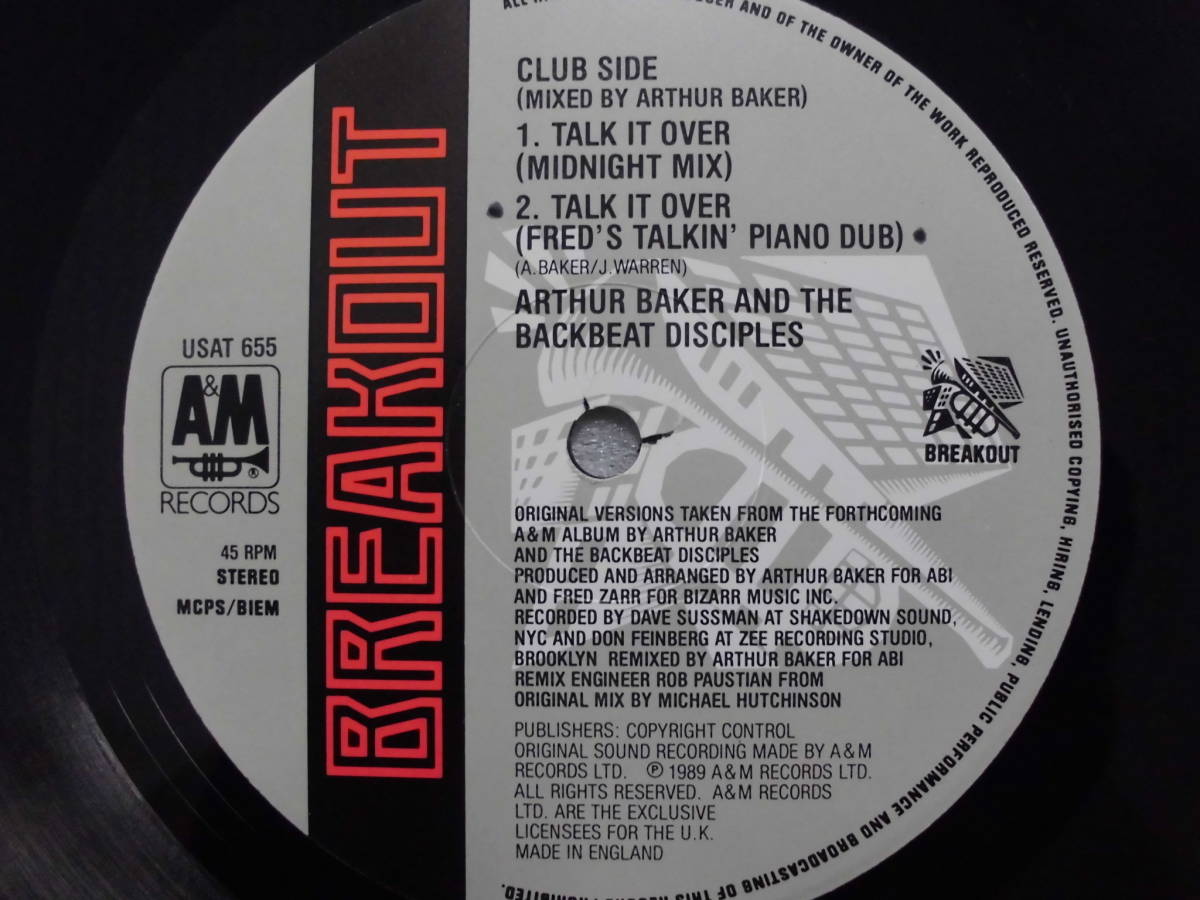 CLUB SIDE
(MIXED BY ARTHUR BAKER)
1. TALK IT OVER
(MIDNIGHT MIX)
2. TALK IT OVER
(FRED'S TALKIN' PIANO DUB)
(A. BAKER/J. WARREN)
ARTHUR BAKER AND THE
BACKBEAT DISCIPLES
USAT 655
A&M
®
RECORDS
45 RPM
STEREO
MCPS/BIEM
BREAKOUT
BREAKOUT
ORIGINAL VERSIONS TAKEN FROM THE FORTHCOMING
A&M ALBUM BY ARTHUR BAKER
AND THE BACKBEAT DISCIPLES
PRODUCED AND ARRANGED BY ARTHUR BAKER FOR ABI
AND FRED ZARR FOR BIZARR MUSIC INC.
RECORDED BY DAVE SUSSMAN AT SHAKEDOWN SOUND,
NYC AND DON FEINBERG AT ZEE RECORDING STUDIO,
BROOKLYN REMIXED BY ARTHUR BAKER FOR ABI
REMIX ENGINEER ROB PAUSTIAN FROM
ORIGINAL MIX BY MICHAEL HUTCHINSON
PUBLISHERS: COPYRIGHT CONTROL
ORIGINAL SOUND RECORDING MADE BY A&M
RECORDS LTD. ℗ 1989 A&M RECORDS LTD.
ALL RIGHTS RESERVED. A&M RECORDS
LTD. ARE THE EXCLUSIVE
LICENSEES FOR THE U.K.
MADE IN ENGLAND
AND OF THE OWNER OF THE WORK REPRODUCED RESERVED. UNAUTHORISED COPYING, HIRING, LENDING, PUBLIC PERFORMANCE AND BROADCASTING OF THIS